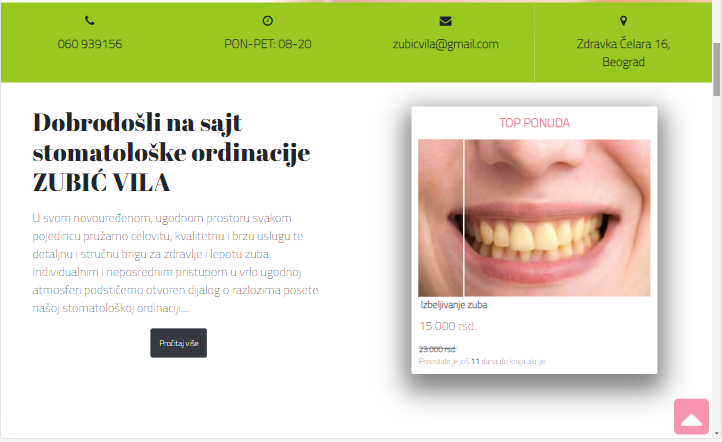 060 939156
PON-PET: 08-20
zubicvila@gmail.com
Zdravka Čelara 16,
Beograd
Dobrodošli na sajt
stomatološke ordinacije
ZUBIĆ VILA
U svom novouređenom, ugodnom prostoru svakom
pojedincu pružamo celovitu, kvalitetnu i brzu uslugu te
detaljnu i stručnu brigu za zdravlje i lepotu zuba.
Individualnim i neposrednim pristupom u vrlo ugodnoj
atmosferi podstičemo otvoren dijalog o razlozima posete
našoj stomatološkoj ordinaciji....
Pročitaj više
TOP PONUDA
Izbeljivanje zuba
15.000 rsd.
23.000 rsd.
Preostalo je još 11 dana do kraja akcije.